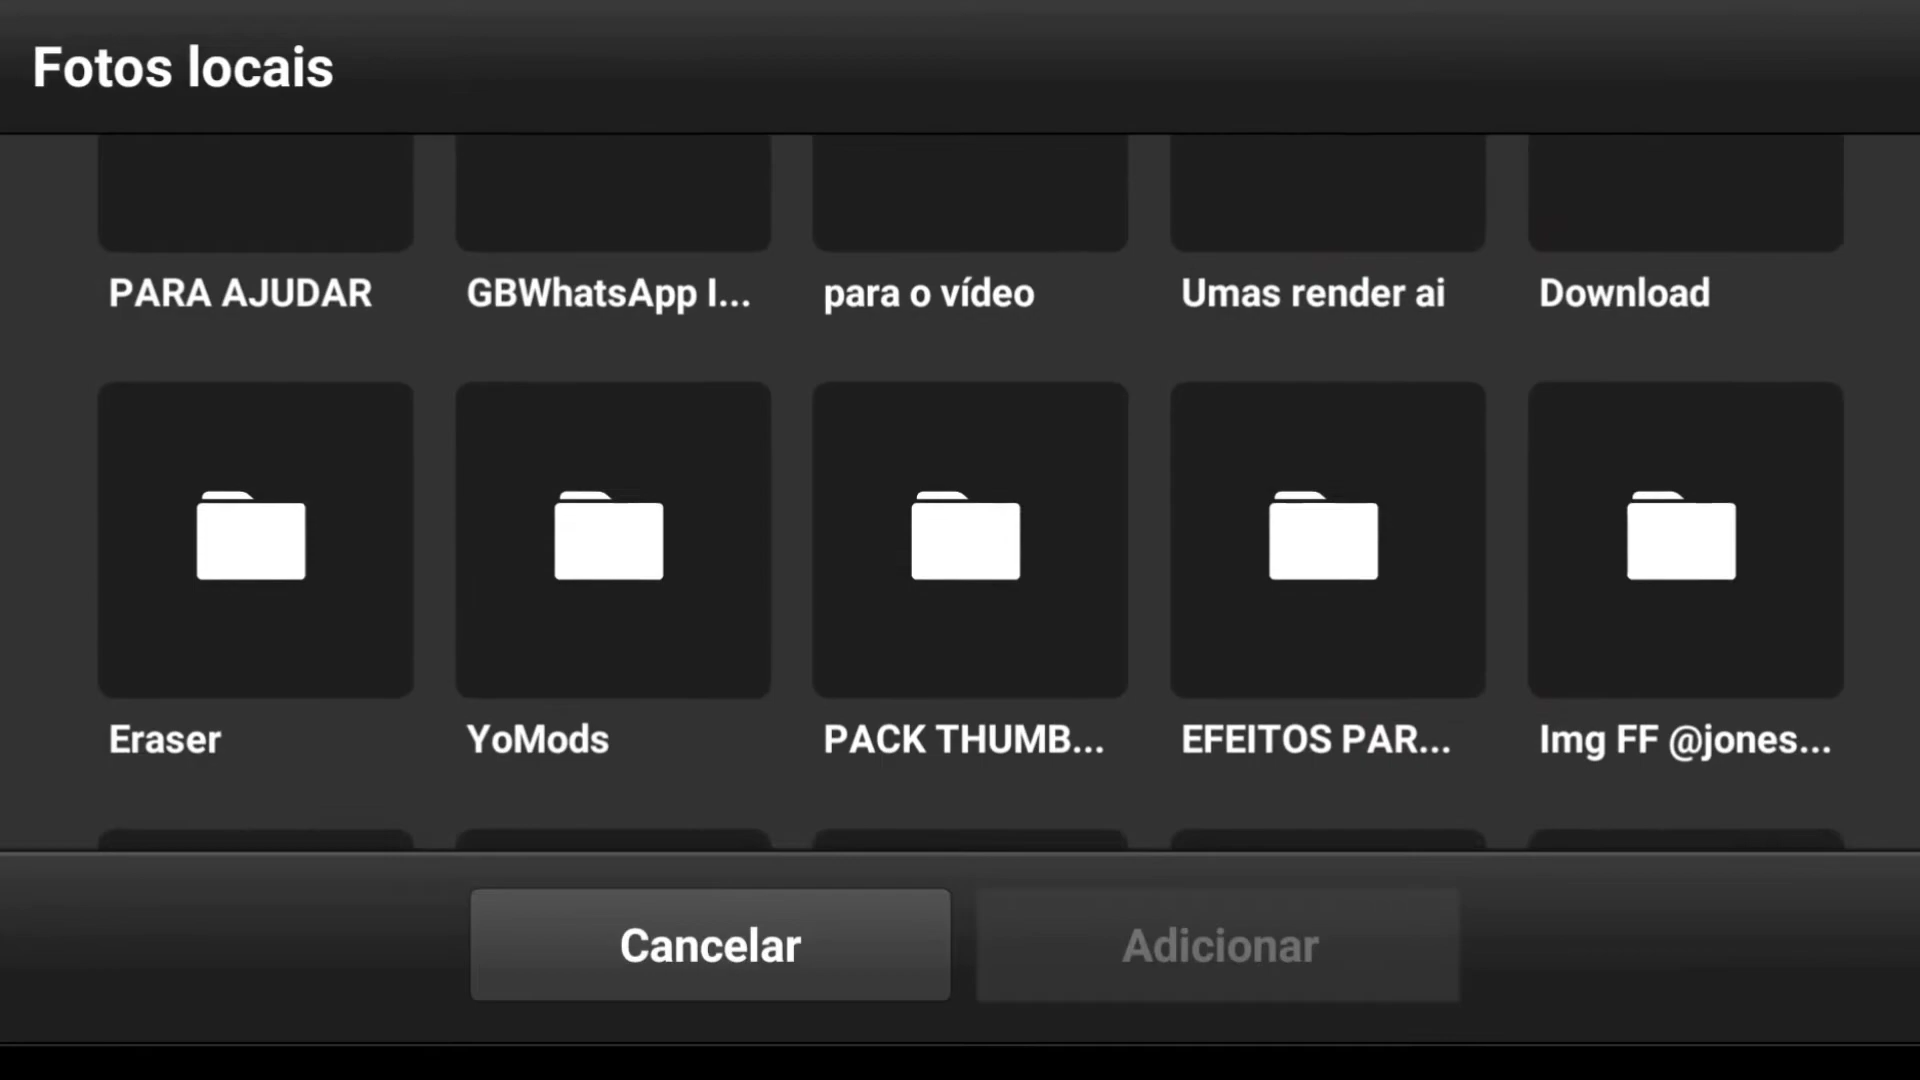 Fotos locais
PARA AJUDAR
GBWhatsApp I...
para o vídeo
Umas render ai
Download
Eraser
YoMods
PACK THUMB...
EFEITOS PAR...
Img FF @jones...
Cancelar
Adicionar